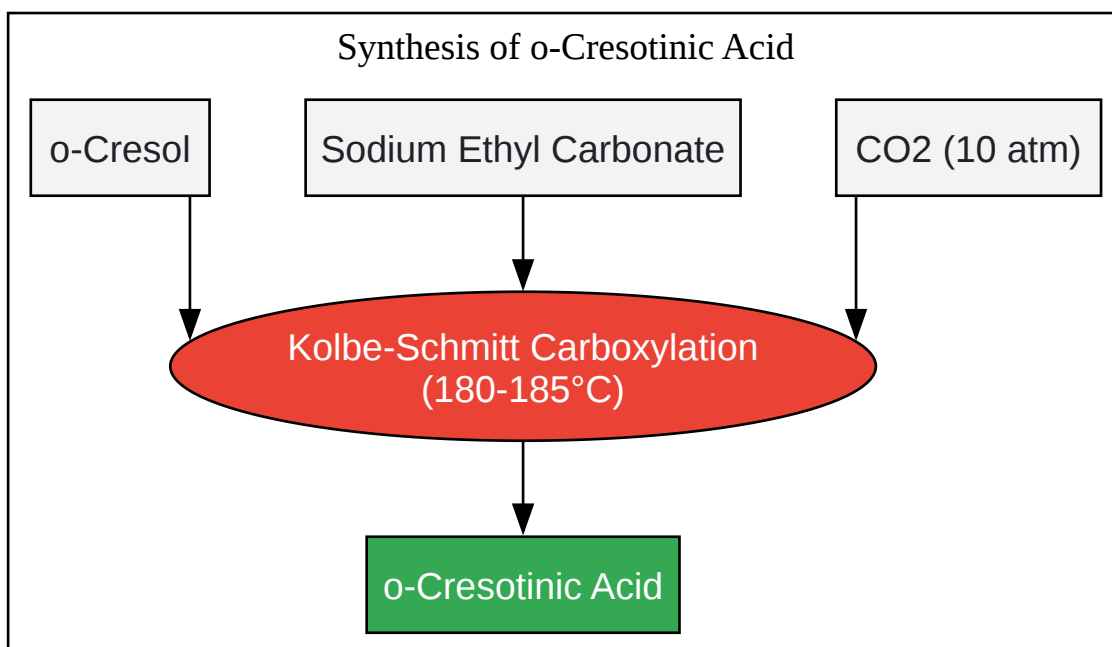 Synthesis of o-Cresotinic Acid
o-Cresol
Sodium Ethyl Carbonate
CO2 (10 atm)
Kolbe-Schmitt Carboxylation
(180-185°C)
o-Cresotinic Acid